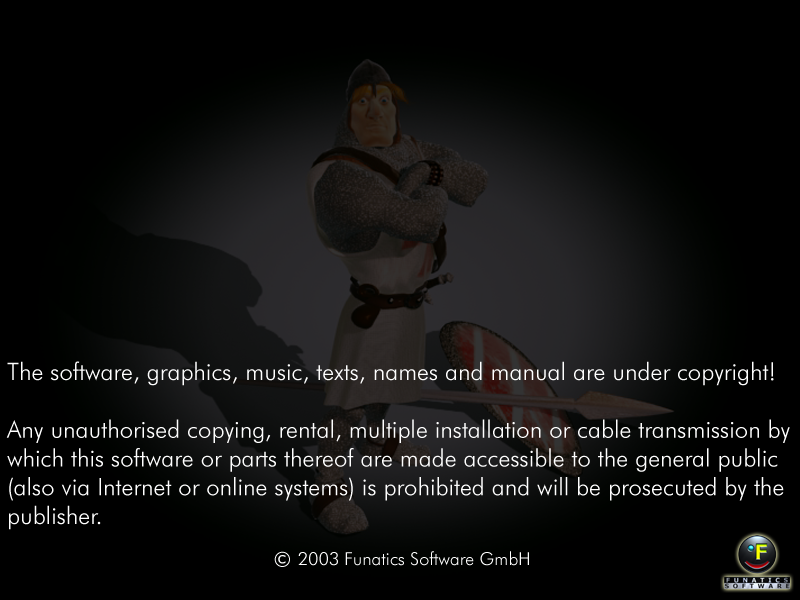 The software, graphics, music, texts, names and manual are under copyright!
Any unauthorised copying, rental, multiple installation or cable transmission by
which this software or parts thereof are made accessible to the general public
(also via Internet or online systems) is prohibited and will be prosecuted by the
publisher.
© 2003 Funatics Software GmbH
F
FUNATICS
SOFTWARE